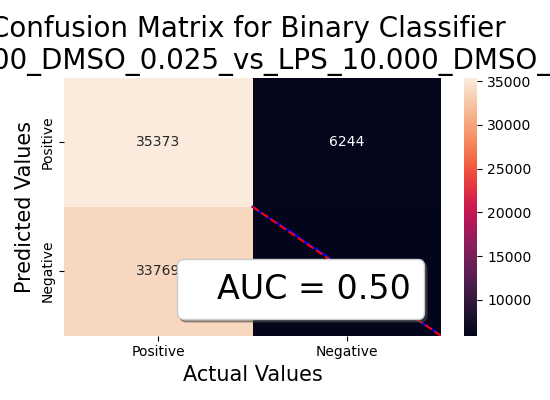 Confusion Matrix for Binary Classifier
00_DMSO_0.025_vs_LPS_10.000_DMSO_
Predicted Values
Positive
Negative
35373
6244
33769
AUC = 0.50
Positive
Negative
Actual Values
35000
30000
25000
20000
15000
10000